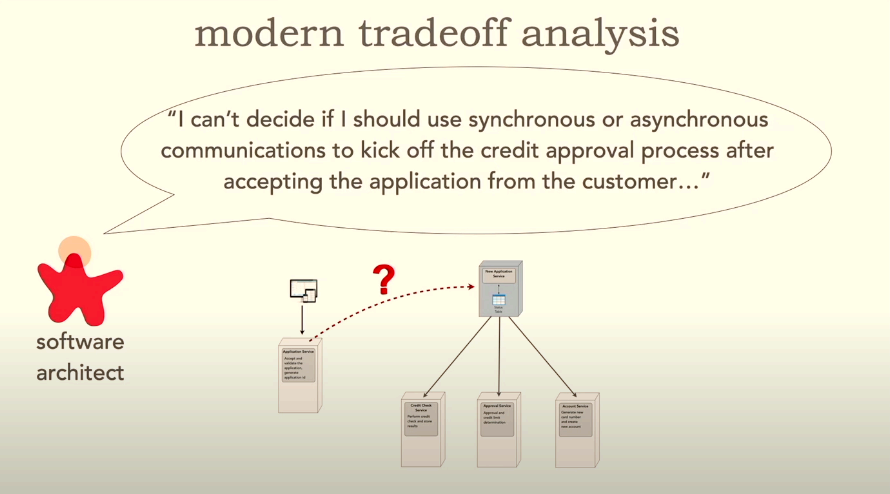 modern tradeoff analysis
“I can’t decide if I should use synchronous or asynchronous
communications to kick off the credit approval process after
accepting the application from the customer…”
?
software
architect
New Application
Service
Application Service
Accept and
validate the
application,
generate
application id
Credit Check
Service
Perform credit
check and store
results
Approval Service
Approval and
credit limit
determination
Account Service
Generate new
card number
and create
new account